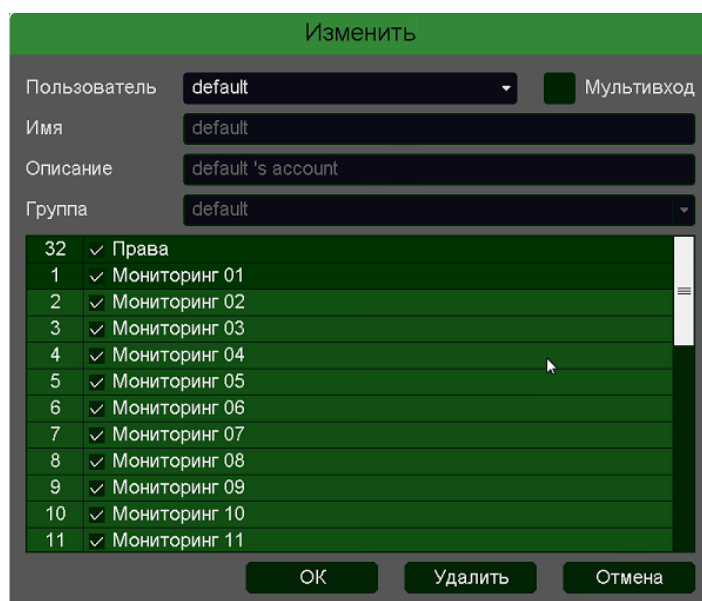 Изменить
Пользователь default Мультивход
Имя default
Описание default 's account
Группа default
32 Права
1 Мониторинг 01
2 Мониторинг 02
3 Мониторинг 03
4 Мониторинг 04
5 Мониторинг 05
6 Мониторинг 06
7 Мониторинг 07
8 Мониторинг 08
9 Мониторинг 09
10 Мониторинг 10
11 Мониторинг 11
ОК Удалить Отмена